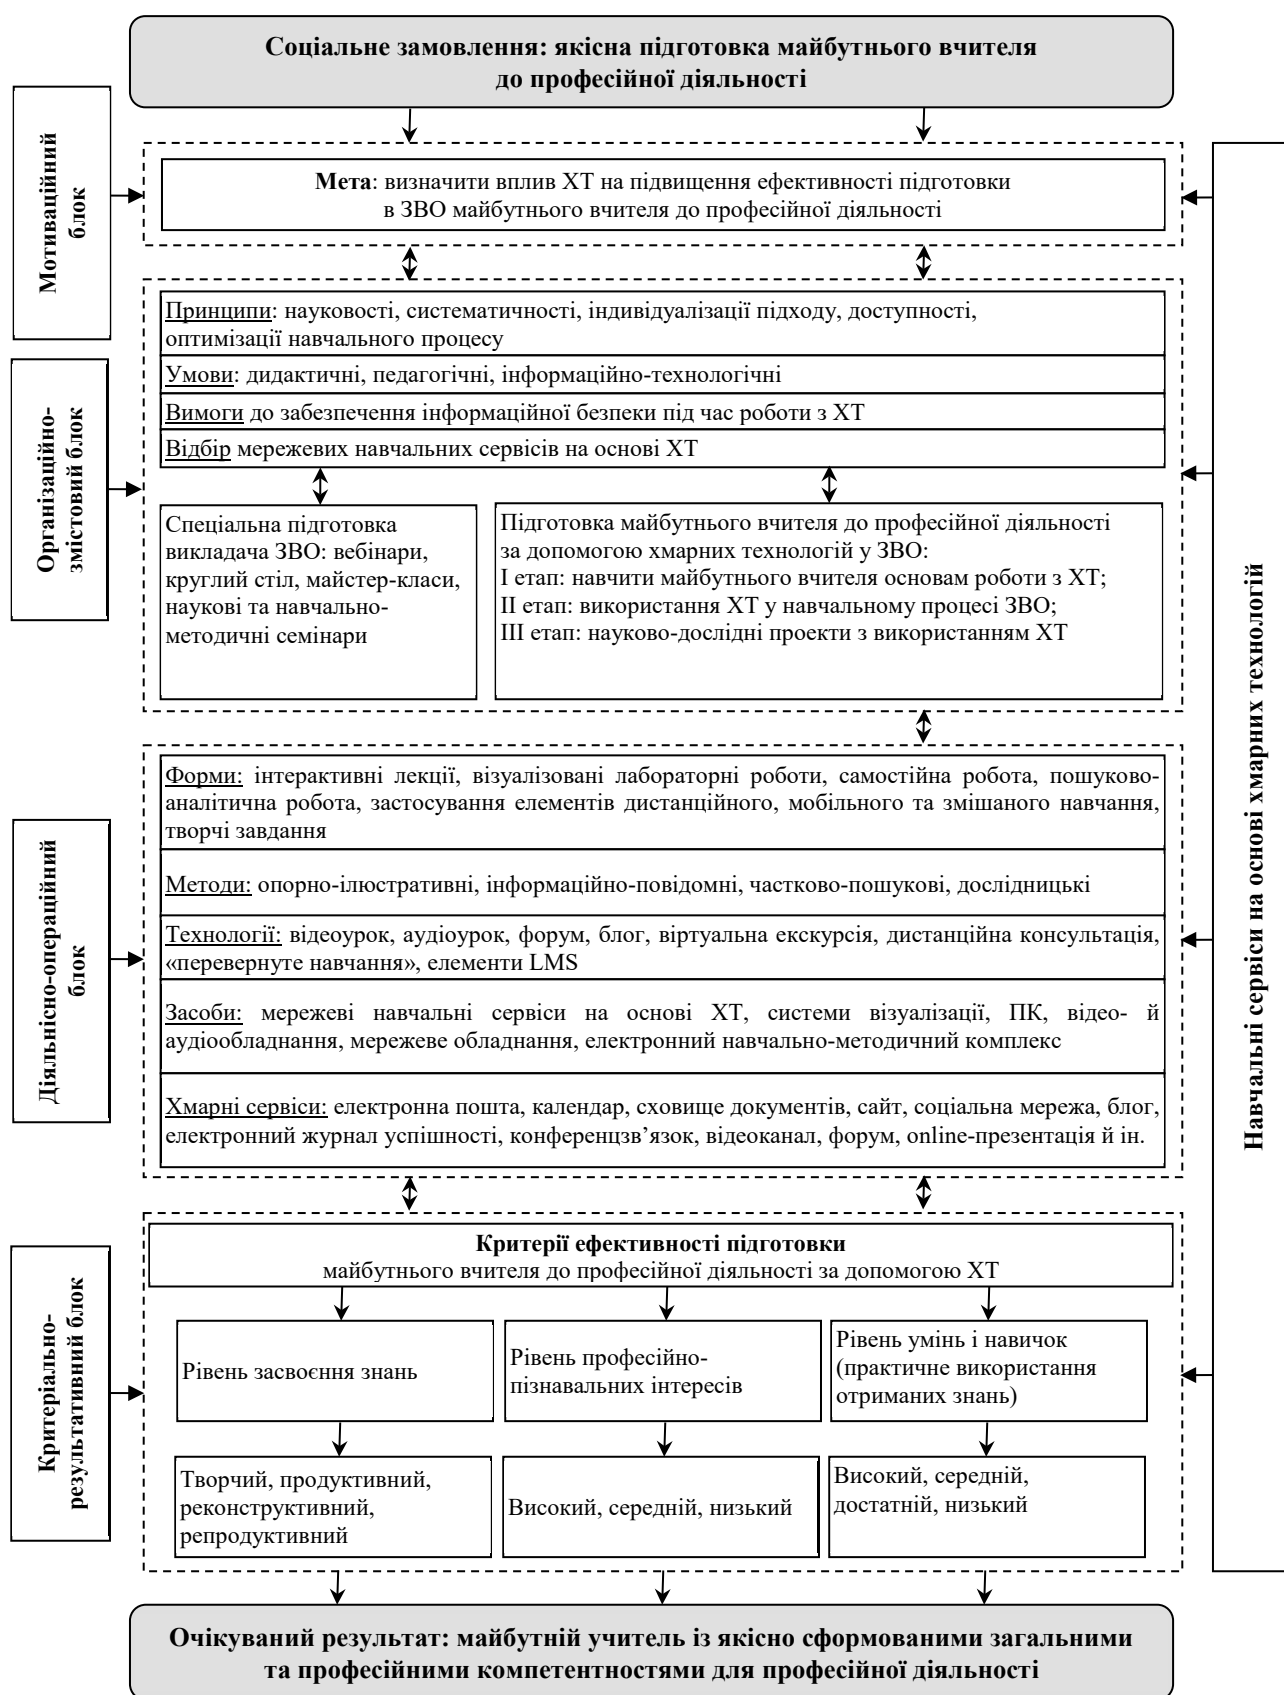 Соціальне замовлення: якісна підготовка майбутнього вчителя
до професійної діяльності
Мотиваційний
блок
Мета: визначити вплив ХТ на підвищення ефективності підготовки
в ЗВО майбутнього вчителя до професійної діяльності
Організаційно-
змістовий блок
Принципи: науковості, систематичності, індивідуалізації підходу, доступності,
оптимізації навчального процесу
Умови: дидактичні, педагогічні, інформаційно-технологічні
Вимоги до забезпечення інформаційної безпеки під час роботи з ХТ
Відбір мережевих навчальних сервісів на основі ХТ
Спеціальна підготовка
викладача ЗВО: вебінари,
круглий стіл, майстер-класи,
наукові та навчально-
методичні семінари
Підготовка майбутнього вчителя до професійної діяльності
за допомогою хмарних технологій у ЗВО:
І етап: навчити майбутнього вчителя основам роботи з ХТ;
ІІ етап: використання ХТ у навчальному процесі ЗВО;
ІІІ етап: науково-дослідні проекти з використанням ХТ
Навчальні сервіси на основі хмарних технологій
Діяльнісно-операційний
блок
Форми: інтерактивні лекції, візуалізовані лабораторні роботи, самостійна робота, пошуково-
аналітична робота, застосування елементів дистанційного, мобільного та змішаного навчання,
творчі завдання
Методи: опорно-ілюстративні, інформаційно-повідомні, частково-пошукові, дослідницькі
Технології: відеоурок, аудіоурок, форум, блог, віртуальна екскурсія, дистанційна консультація,
«перевернуте навчання», елементи LMS
Засоби: мережеві навчальні сервіси на основі ХТ, системи візуалізації, ПК, відео- й
аудіообладнання, мережеве обладнання, електронний навчально-методичний комплекс
Хмарні сервіси: електронна пошта, календар, сховище документів, сайт, соціальна мережа, блог,
електронний журнал успішності, конференцзв'язок, відеоканал, форум, online-презентація й ін.
Критеріально-
результативний блок
Критерії ефективності підготовки
майбутнього вчителя до професійної діяльності за допомогою ХТ
Рівень засвоєння знань
Рівень професійно-
пізнавальних інтересів
Рівень умінь і навичок
(практичне використання
отриманих знань)
Творчий, продуктивний,
реконструктивний,
репродуктивний
Високий, середній, низький
Високий, середній,
достатній, низький
Очікуваний результат: майбутній учитель із якісно сформованими загальними
та професійними компетентностями для професійної діяльності